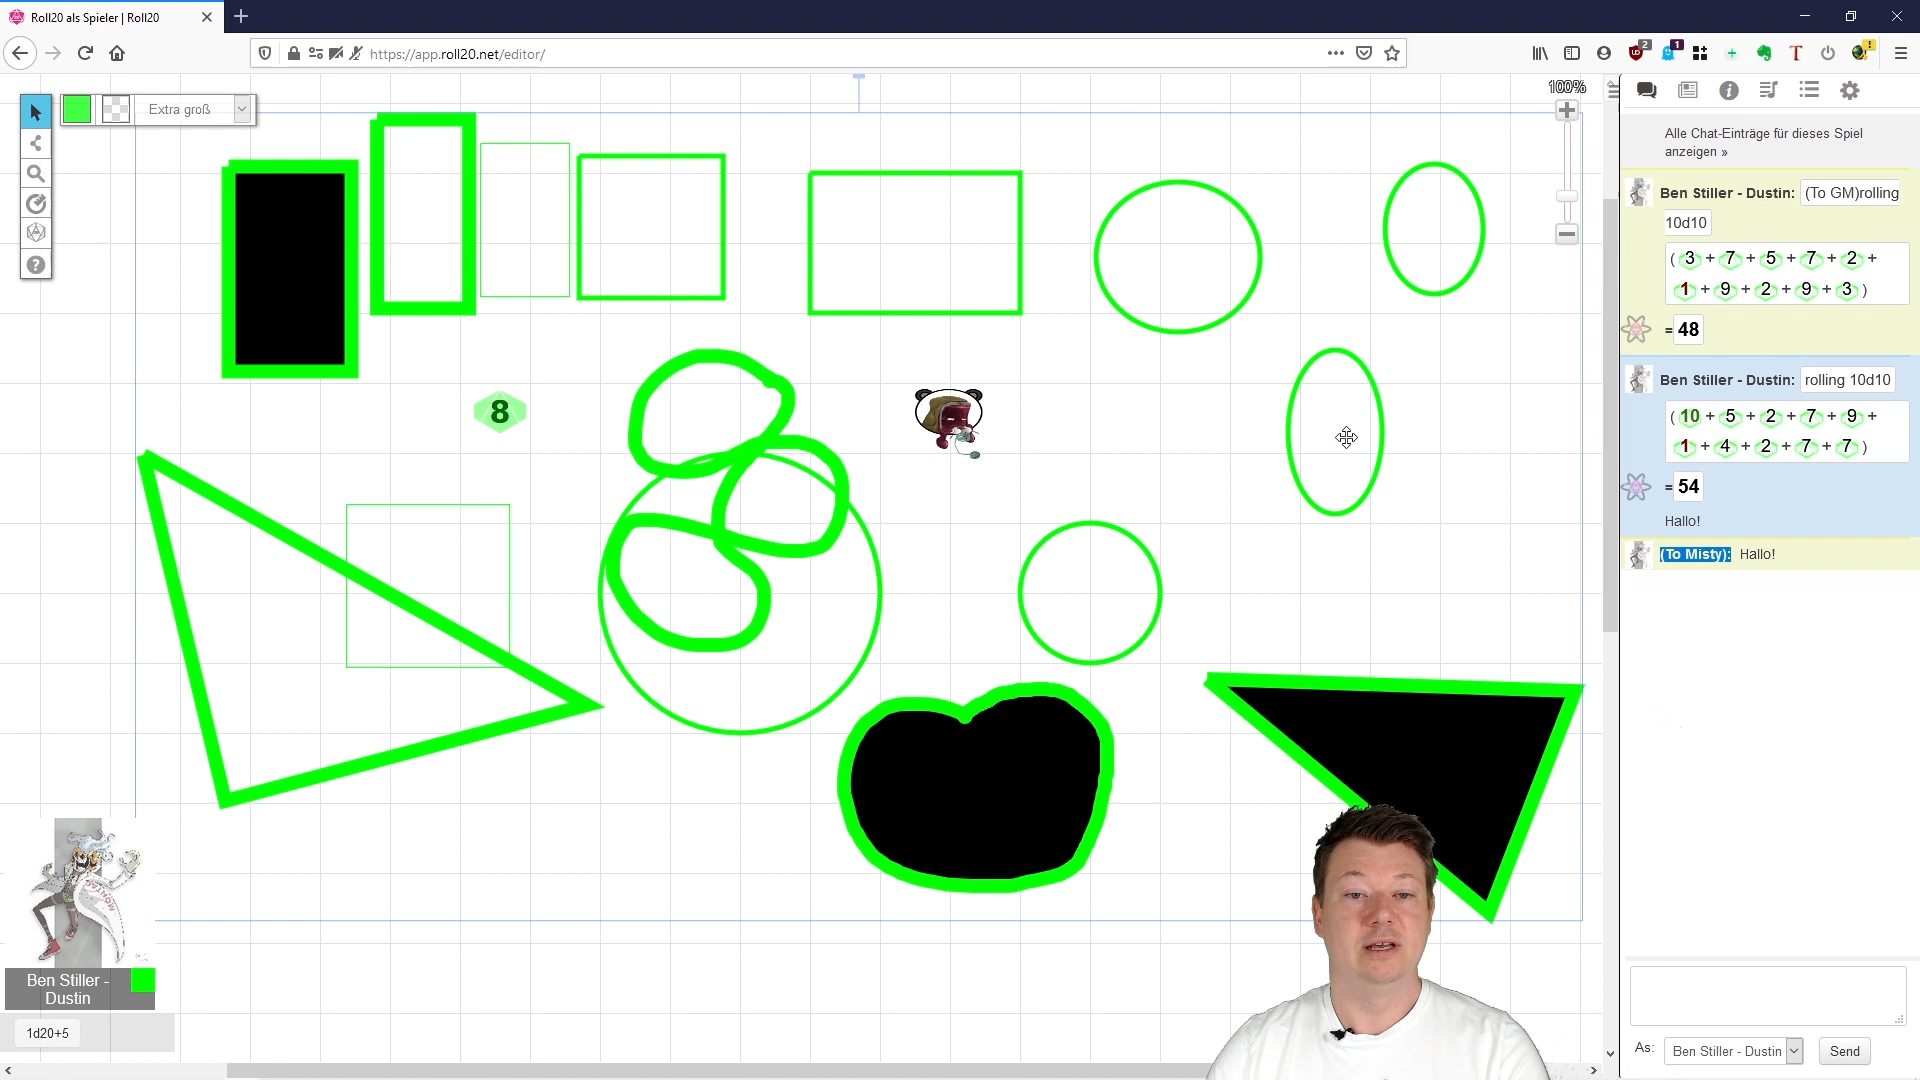 Roll20 als Spieler | Roll20
https://app.roll20.net/editor/
2
1
!
T
Extra groß
100%
Alle Chat-Einträge für dieses Spiel
anzeigen »
Ben Stiller - Dustin: (To GM)rolling
10d10
( 3 + 7 + 5 + 7 + 2 +
1 + 9 + 2 + 9 + 3 )
= 48
Ben Stiller - Dustin: rolling 10d10
( 10 + 5 + 2 + 7 + 9 +
1 + 4 + 2 + 7 + 7 )
= 54
Hallo!
(To Misty): Hallo!
8
MONTAG
Ben Stiller -
Dustin
1d20+5
As: Ben Stiller - Dustin Send